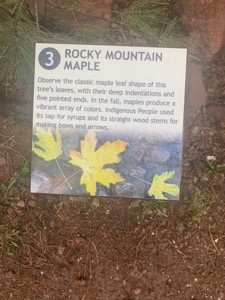 3
ROCKY MOUNTAIN
MAPLE
Observe the classic maple leaf shape of this
tree's leaves, with their deep indentations and
five pointed ends. In the fall, maples produce a
vibrant array of colors. Indigenous People used
its sap for syrups and its straight wood stems for
making bows and arrows.